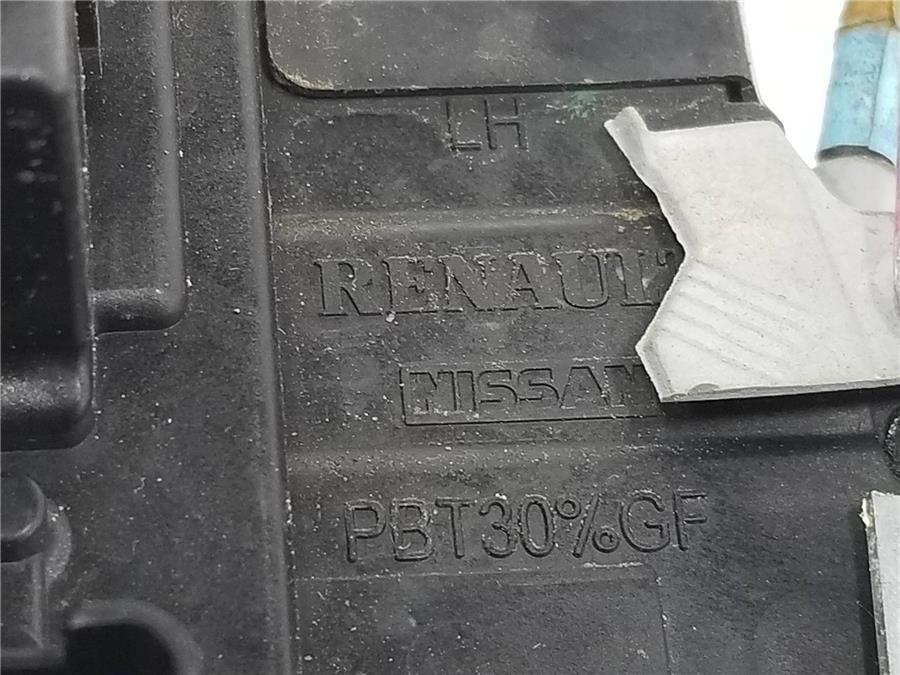 LH
RENAULT
NISSAN
PBT30%GF